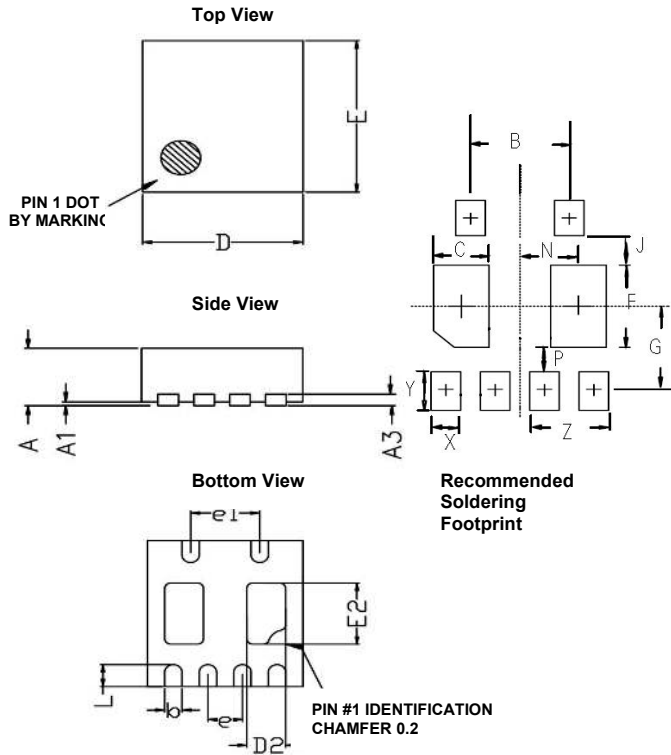 Top View
E
PIN 1 DOT
BY MARKING
D
B
C
N
J
F
G
P
Y
X
Z
Side View
A
A1
A3
Recommended
Soldering
Footprint
Bottom View
e1
E2
L
b
e
D2
PIN #1 IDENTIFICATION
CHAMFER 0.2